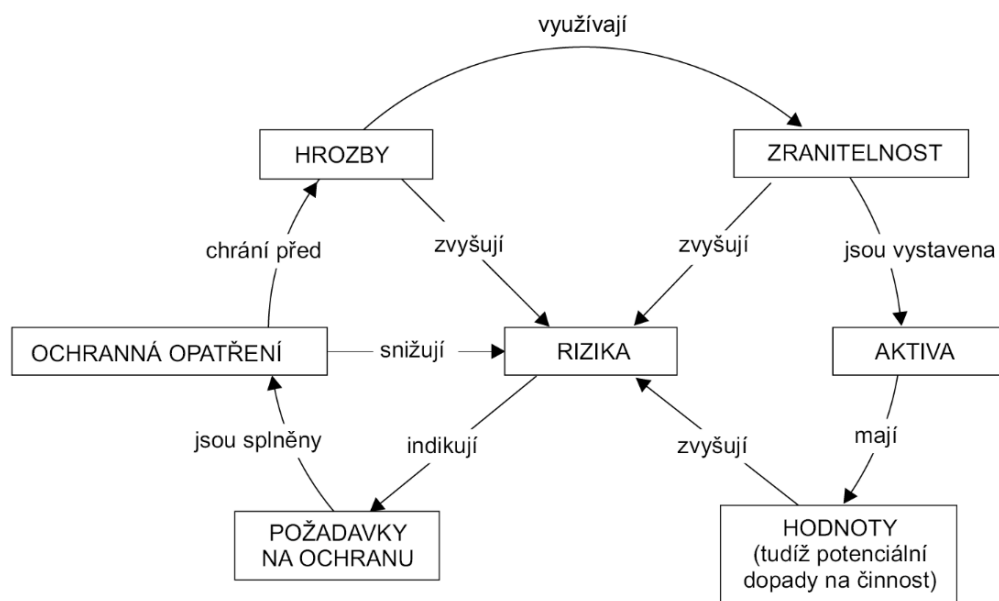 využívají
HROZBY
ZRANITELNOST
chrání před
zvyšují
zvyšují
jsou vystavena
OCHRANNÁ OPATŘENÍ
snižují
RIZIKA
AKTIVA
jsou splněny
indikují
zvyšují
mají
POŽADAVKY
NA OCHRANU
HODNOTY
(tudíž potenciální
dopady na činnost)